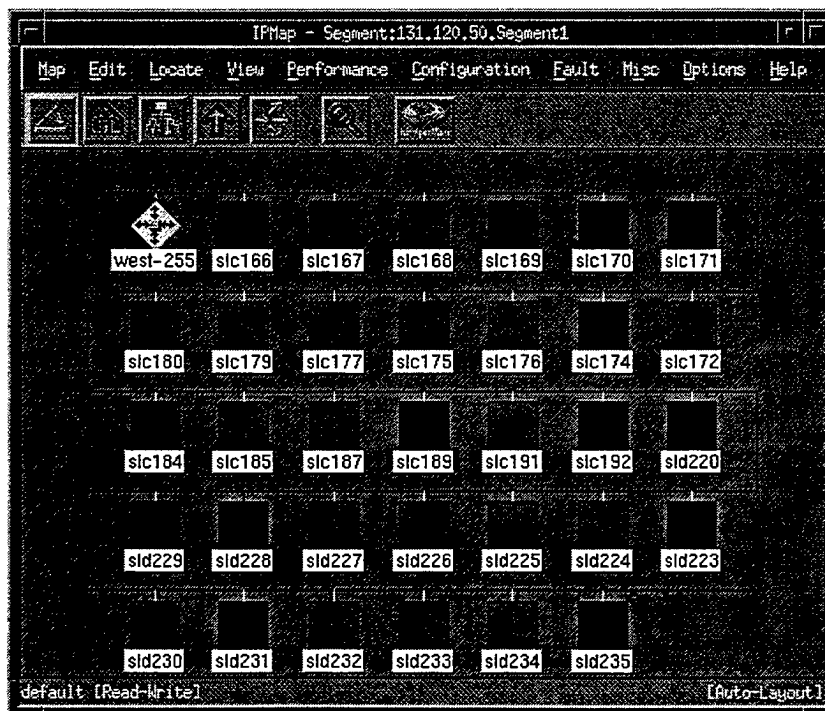 IPMap - Segment:131.120.50.Segment1
Map Edit Locate View Performance Configuration Fault Misc Options Help
west-255 slc166 slc167 slc168 slc169 slc170 slc171
slc180 slc179 slc177 slc175 slc176 slc174 slc172
slc184 slc185 slc187 slc189 slc191 slc192 sld220
sld229 sld228 sld227 sld226 sld225 sld224 sld223
sld230 sld231 sld232 sld233 sld234 sld235
default [Read-Write] [Auto-Layout]